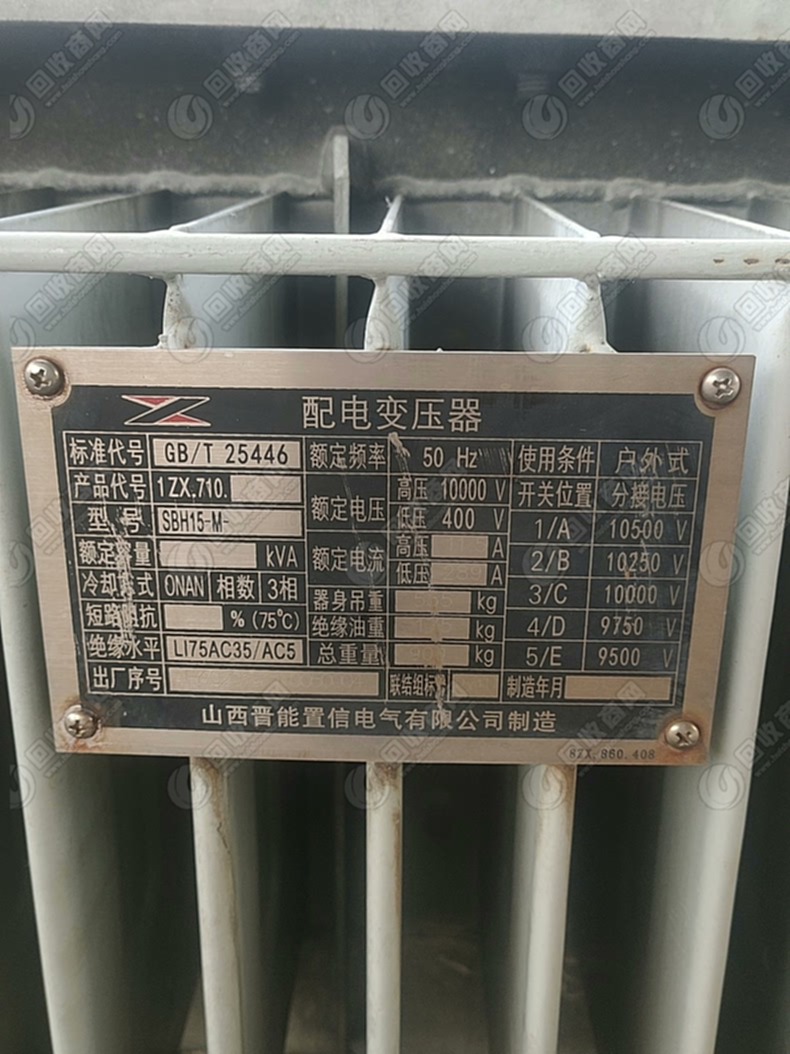 配电变压器
标准代号 GB/T 25446 额定频率 50 Hz 使用条件 户外式
产品代号 1ZX.710. 额定电压 高压 10000 V 开关位置 分接电压
型号 SBH15-M- 低压 400 V 1/A 10500 V
额定容量 kVA 额定电流 高压 A 2/B 10250 V
冷却方式 ONAN 相数 3相 低压 A 3/C 10000 V
短路阻抗 % (75℃) 器身吊重 kg 4/D 9750 V
绝缘水平 LI75AC35/AC5 绝缘油重 kg 5/E 9500 V
总重量 kg
出厂序号 联结组标号 制造年月
山西晋能置信电气有限公司制造
8ZX.860.408
回收商网